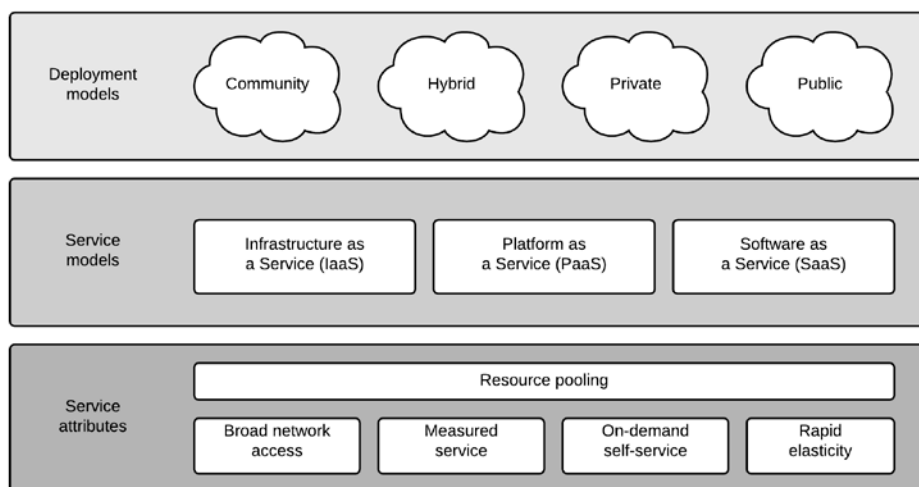 Deployment
models
Community
Hybrid
Private
Public
Service
models
Infrastructure as
a Service (IaaS)
Platform as
a Service (PaaS)
Software as
a Service (SaaS)
Service
attributes
Resource pooling
Broad network
access
Measured
service
On-demand
self-service
Rapid
elasticity